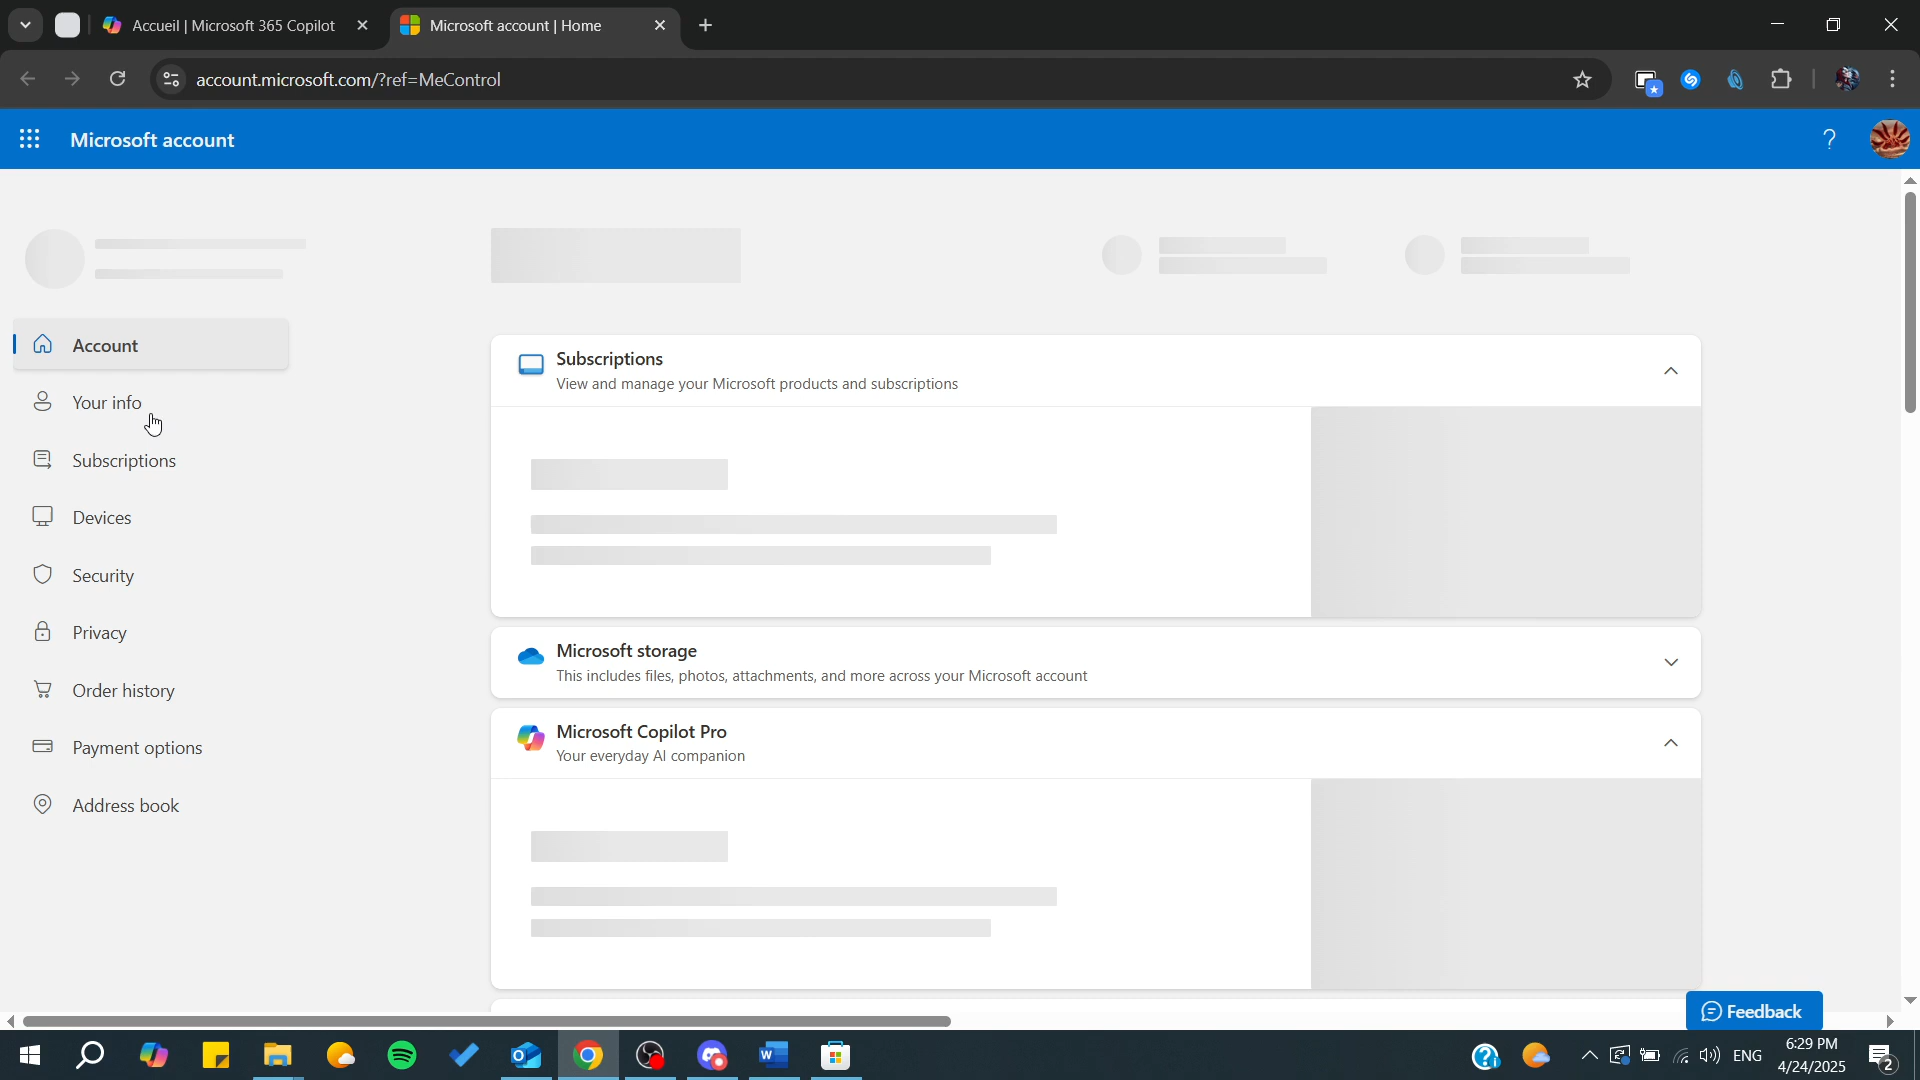 Accueil | Microsoft 365 Copilot
Microsoft account | Home
account.microsoft.com/?ref=MeControl
Microsoft account
?
Account
Your info
Subscriptions
Devices
Security
Privacy
Order history
Payment options
Address book
Subscriptions
View and manage your Microsoft products and subscriptions
Microsoft storage
This includes files, photos, attachments, and more across your Microsoft account
Microsoft Copilot Pro
Your everyday AI companion
Feedback
ENG
6:29 PM
4/24/2025
2